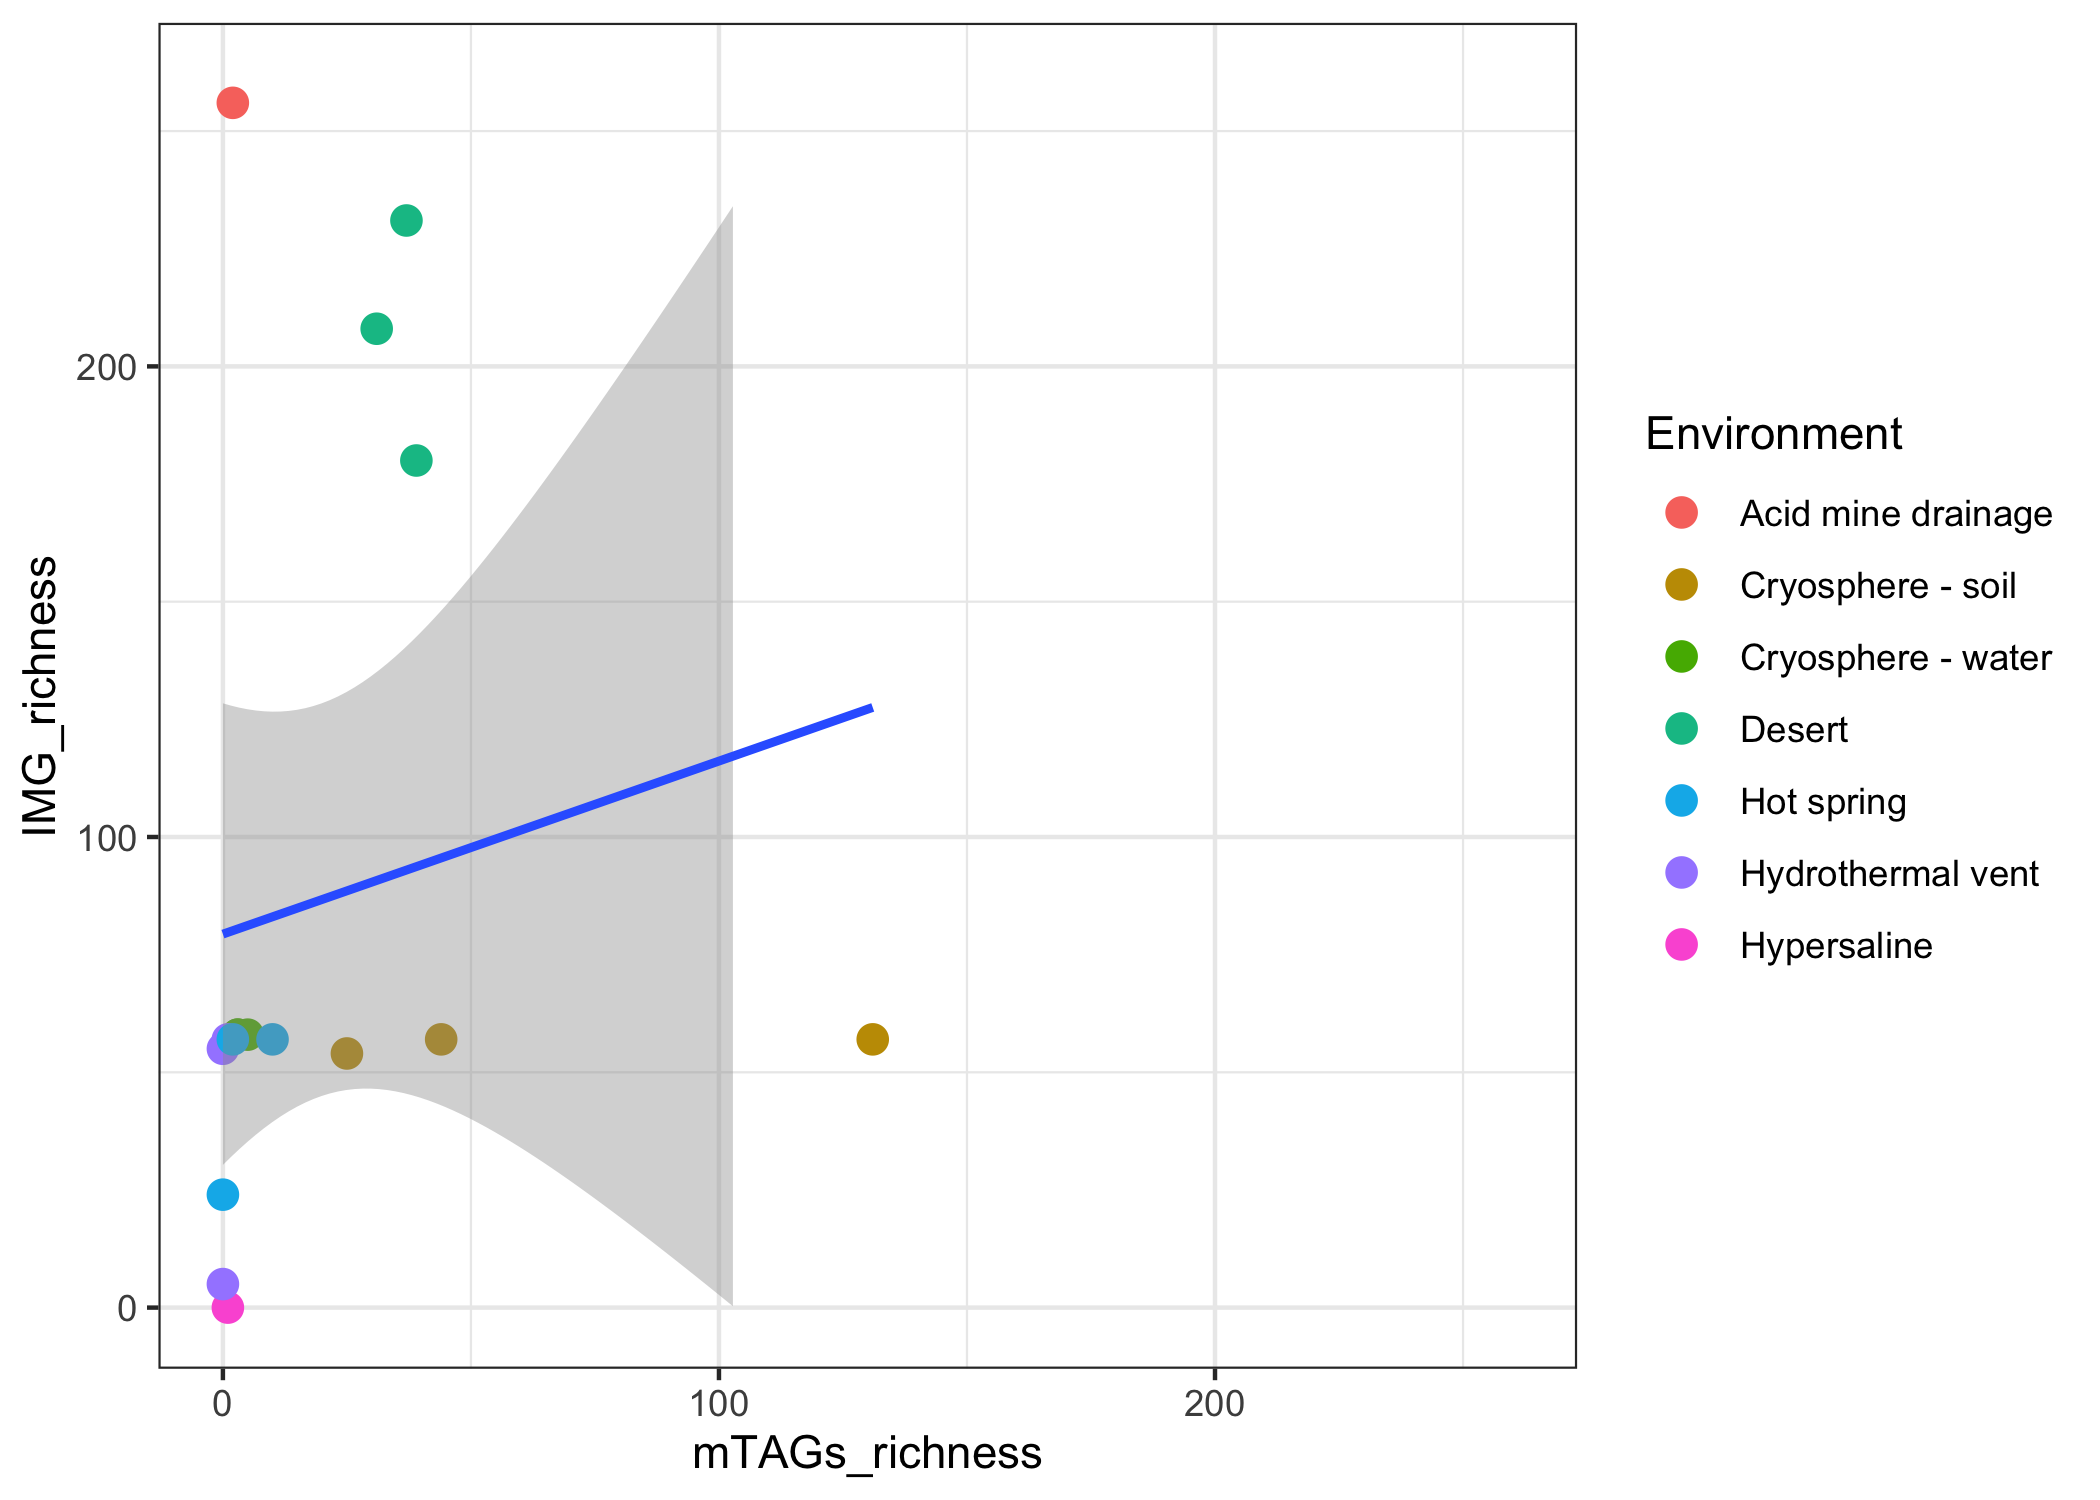 200
100
0
0
100
200
IMG_richness
mTAGs_richness
Environment
Acid mine drainage
Cryosphere - soil
Cryosphere - water
Desert
Hot spring
Hydrothermal vent
Hypersaline